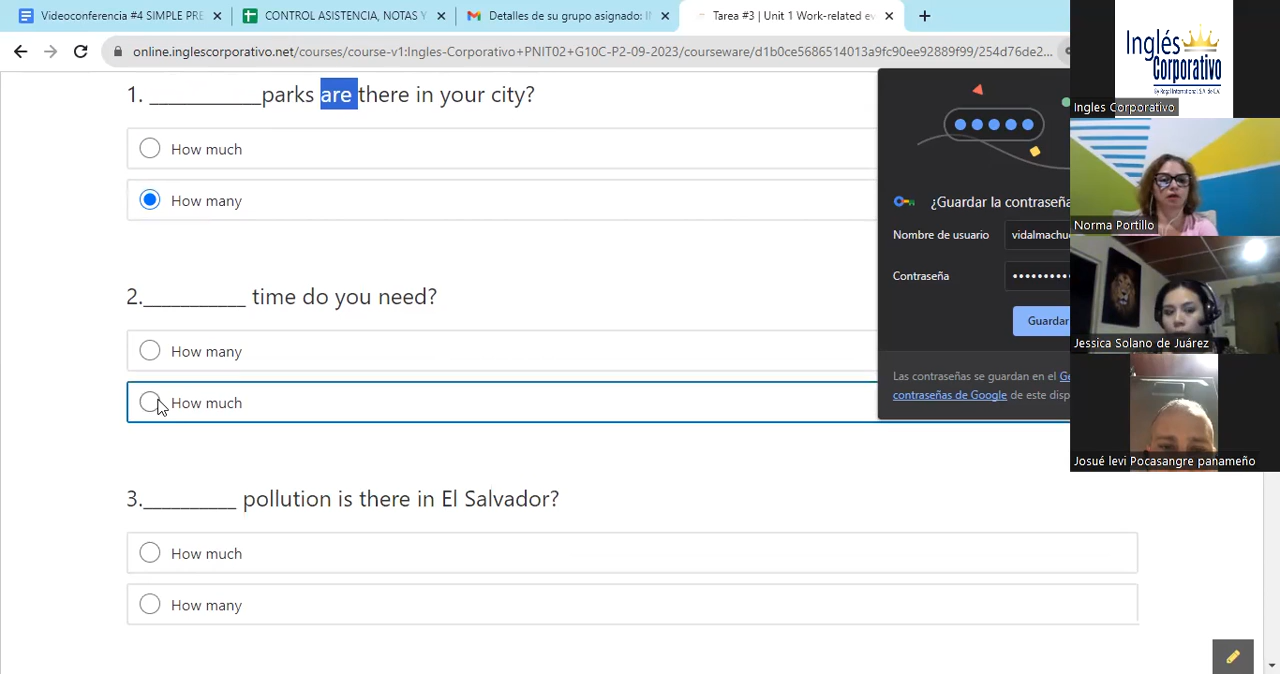 Videoconferencia #4 SIMPLE PRE
CONTROL ASISTENCIA, NOTAS Y
Detalles de su grupo asignado: I
Tarea #3 | Unit 1 Work-related ev
online.inglescorporativo.net/courses/course-v1:Ingles-Corporativo+PNIT02+G10C-P2-09-2023/courseware/d1b0ce5686514013a9fc90ee92889f99/254d76de2...
1. ____________parks are there in your city?
How much
How many
2.___________ time do you need?
How many
How much
3.__________ pollution is there in El Salvador?
How much
How many
¿Guardar la contraseña
Nombre de usuario
vidalmachu
Contraseña
Guardar
Las contraseñas se guardan en el Ge
contraseñas de Google de este disp
Inglés
Corporativo
Ingles Corporativo
Norma Portillo
Jessica Solano de Juárez
Josué levi Pocasangre panameño